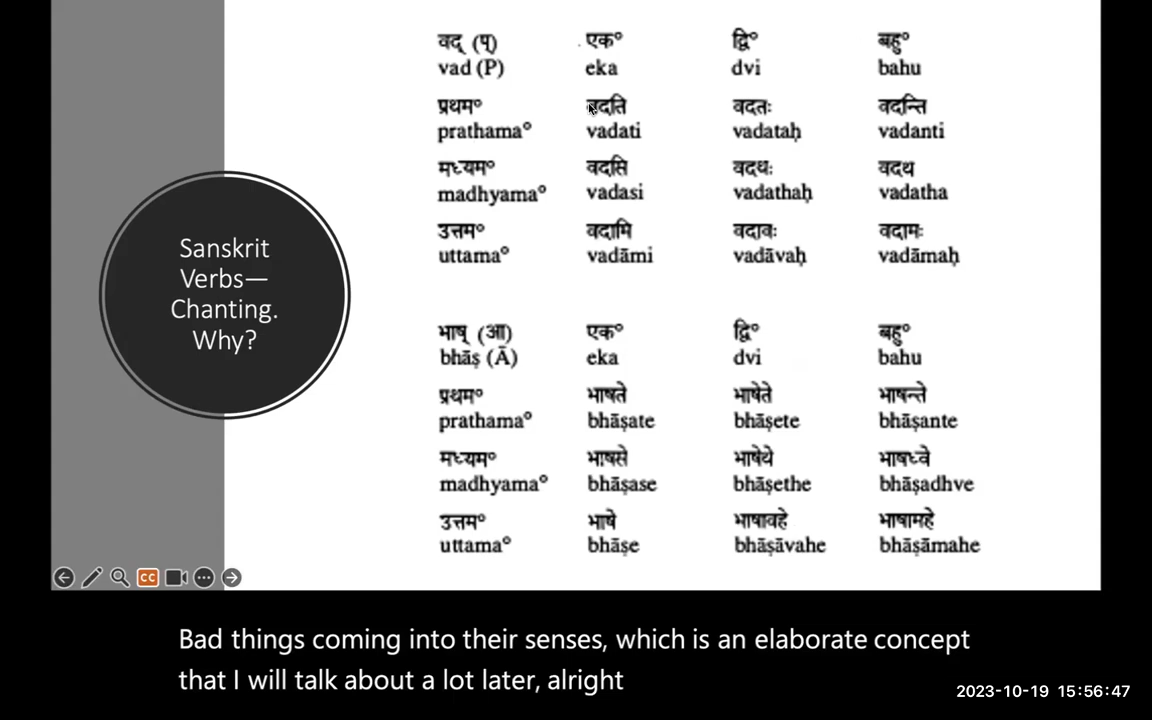 Sanskrit
Verbs—
Chanting.
Why?
वद् (प्) एक° द्वि° बहु°
vad (P) eka dvi bahu
प्रथम° वदति वदतः वदन्ति
prathama° vadati vadataḥ vadanti
मध्यम° वदसि वदथः वदथ
madhyama° vadasi vadathaḥ vadatha
उत्तम° वदामि वदावः वदामः
uttama° vadāmi vadāvaḥ vadāmaḥ
भाष् (आ) एक° द्वि° बहु°
bhāṣ (Ā) eka dvi bahu
प्रथम° भाषते भाषेते भाषन्ते
prathama° bhāṣate bhāṣete bhāṣante
मध्यम° भाषसे भाषेथे भाषध्वे
madhyama° bhāṣase bhāṣethe bhāṣadhve
उत्तम° भाषे भाषावहे भाषामहे
uttama° bhāṣe bhāṣāvahe bhāṣāmahe
CC
Bad things coming into their senses, which is an elaborate concept
that I will talk about a lot later, alright
2023-10-19 15:56:47